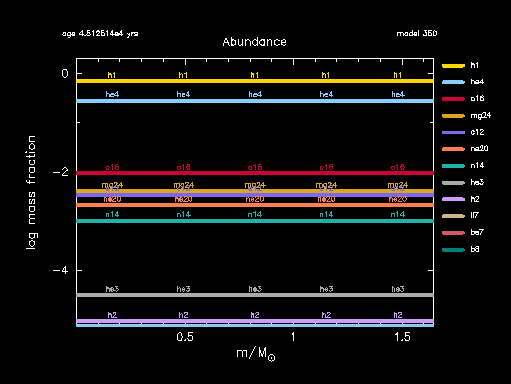 age 4.512614e4 yrs
model 360
Abundance
h1 h1 h1 h1
he4 he4 he4 he4 he4
o16 o16 o16 o16 o16
mg24 mg24 mg24 mg24 mg24
ne20 ne20 ne20 ne20 ne20
n14 n14 n14 n14 n14
he3 he3 he3 he3 he3
h2 h2 h2 h2 h2
0
−2
−4
log mass fraction
0.5 1 1.5
m/M☉
h1
he4
o16
mg24
c12
ne20
n14
he3
h2
li7
be7
b8